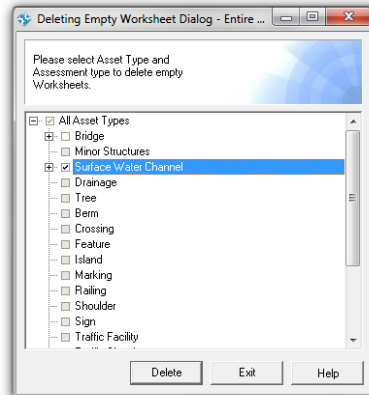 Deleting Empty Worksheet Dialog - Entire ...
Please select Asset Type and
Assessment type to delete empty
Worksheets.
All Asset Types
Bridge
Minor Structures
Surface Water Channel
Drainage
Tree
Berm
Crossing
Feature
Island
Marking
Railing
Shoulder
Sign
Traffic Facility
Delete Exit Help